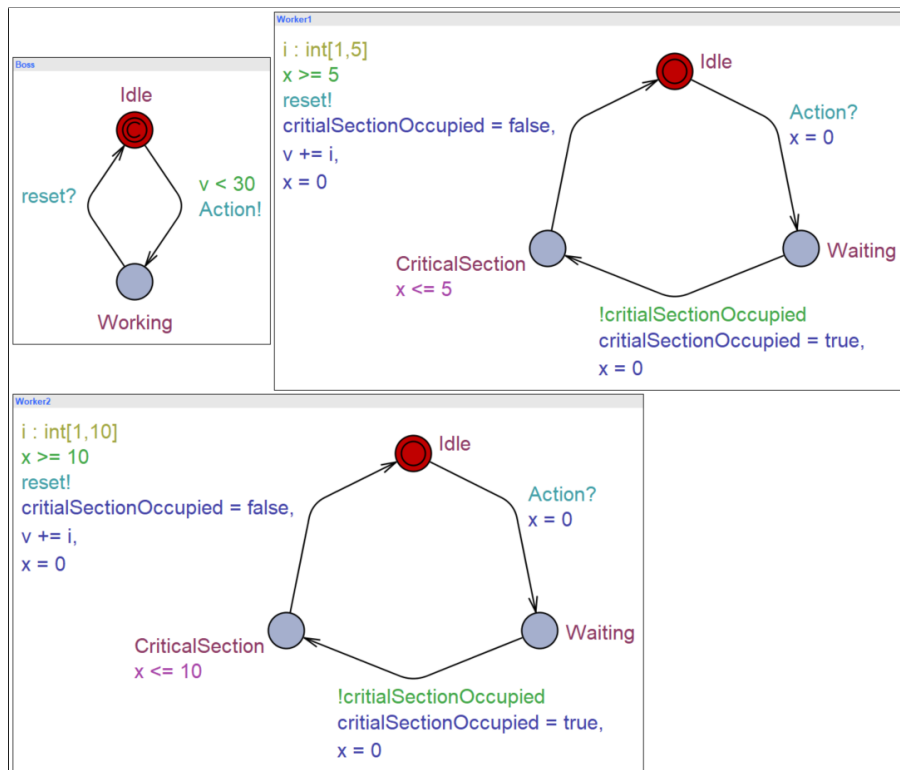 Boss
Idle
reset?
v < 30
Action!
Working
Worker1
i : int[1,5]
x >= 5
reset!
critialSectionOccupied = false,
v += i,
x = 0
Idle
Action?
x = 0
CriticalSection
x <= 5
Waiting
!critialSectionOccupied
critialSectionOccupied = true,
x = 0
Worker2
i : int[1,10]
x >= 10
reset!
critialSectionOccupied = false,
v += i,
x = 0
Idle
Action?
x = 0
CriticalSection
x <= 10
Waiting
!critialSectionOccupied
critialSectionOccupied = true,
x = 0